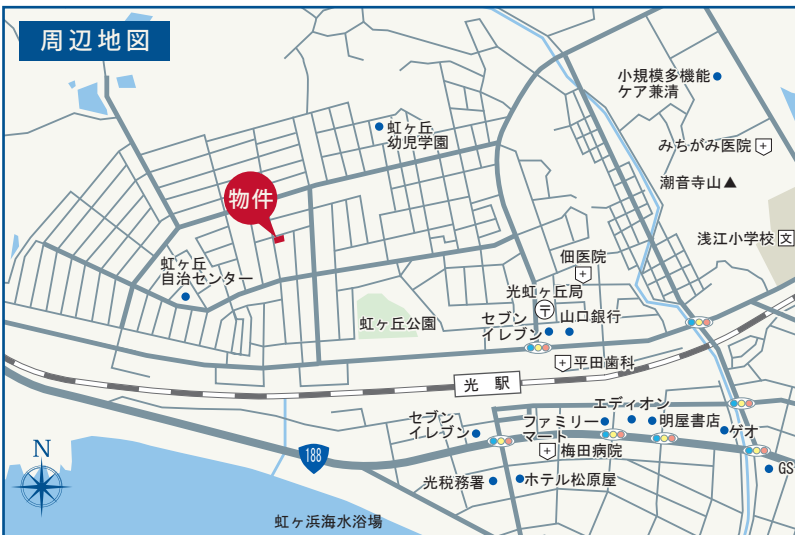 周辺地図
小規模多機能
ケア兼清
虹ヶ丘
幼児学園
みちがみ医院
潮音寺山▲
物件
浅江小学校
文
佃医院
虹ヶ丘
自治センター
光虹ヶ丘局
〒
虹ヶ丘公園
セブン
イレブン
山口銀行
平田歯科
光 駅
エディオン
セブン
イレブン
ファミリー
マート
明屋書店
ゲオ
梅田病院
188
GS
光税務署
ホテル松原屋
N
虹ヶ浜海水浴場